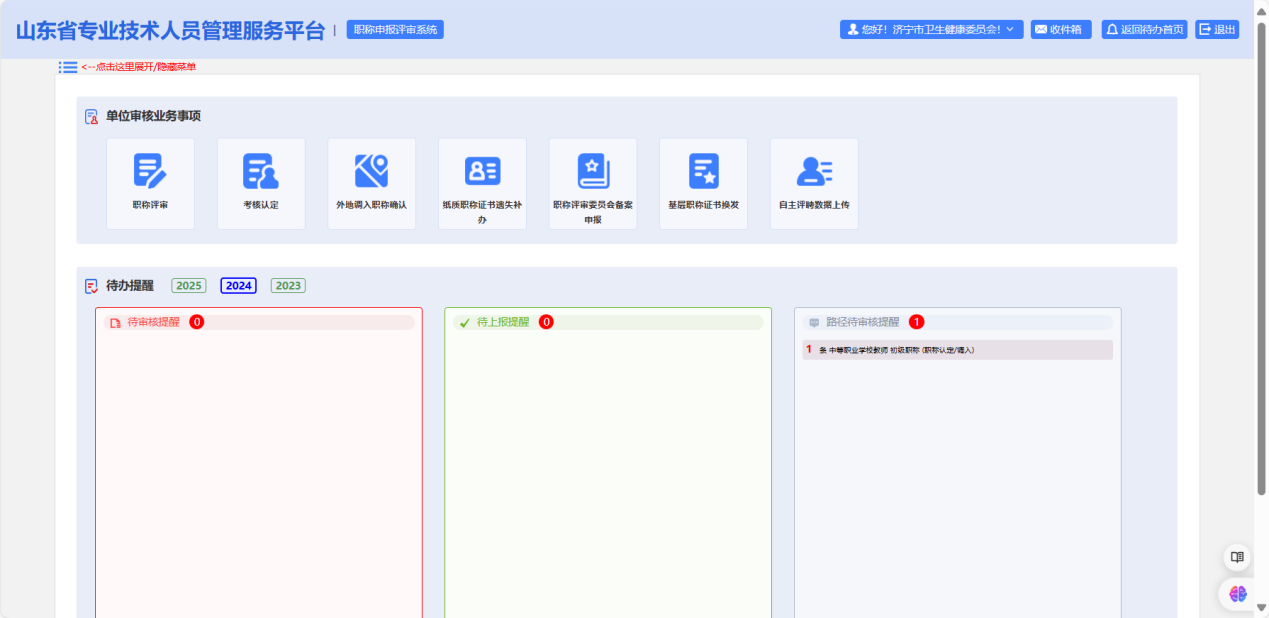 山东省专业技术人员管理服务平台 | 职称申报评审系统
您好！济宁市卫生健康委员会!
收件箱
返回待办首页
退出
<--点击这里展开/隐藏菜单
单位审核业务事项
职称评审
考核认定
外地调入职称确认
纸质职称证书遗失补
办
职称评审委员会备案
申报
基层职称证书换发
自主评聘数据上传
待办提醒 2025 2024 2023
待审核提醒 0
待上报提醒 0
路径待审核提醒 1
1 条 中等职业学校教师 初级职称 (职称认定/调入)